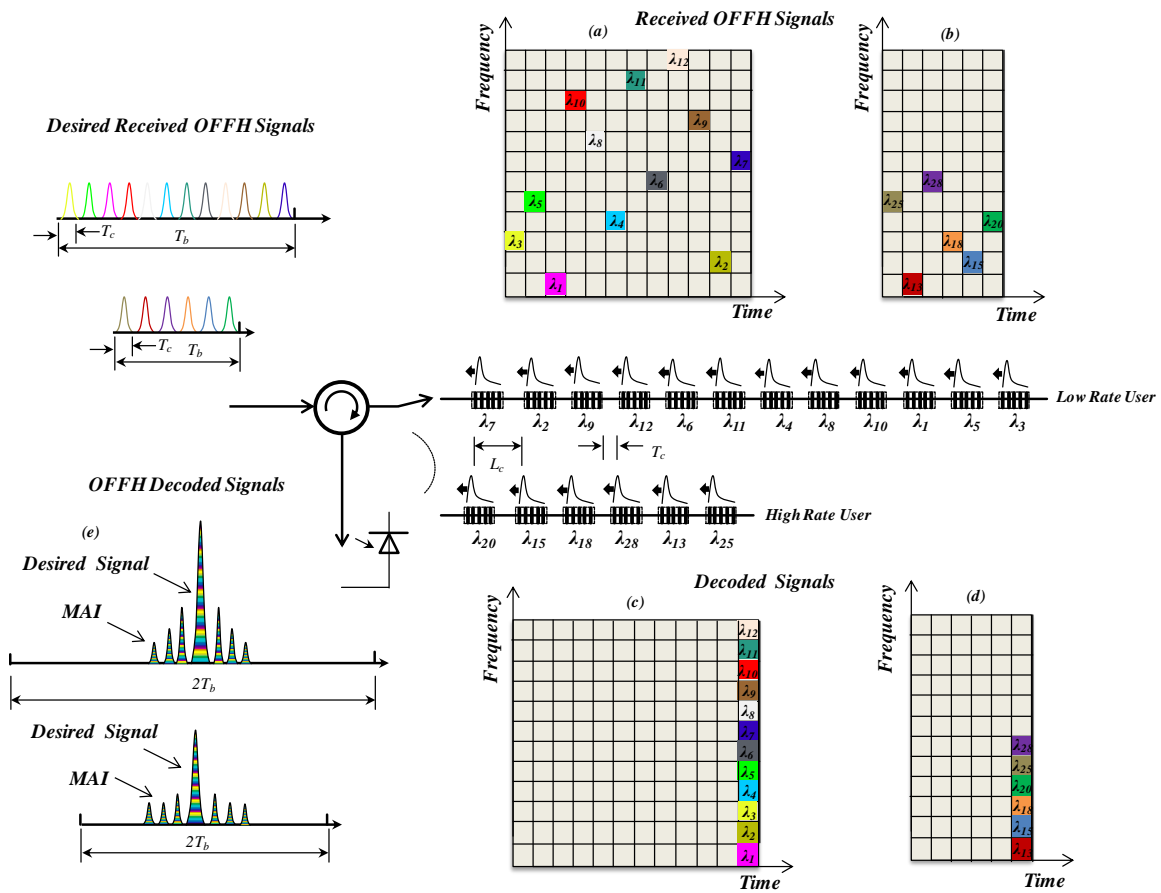 Received OFFH Signals
(a)
(b)
Frequency
Frequency
λ12
λ11
λ10
λ9
λ8
λ7
λ6
λ5
λ4
λ3
λ2
λ1
Time
λ28
λ25
λ20
λ18
λ15
λ13
Time
Desired Received OFFH Signals
Tc
Tb
Tc
Tb
Low Rate User
λ7 λ2 λ9 λ12 λ6 λ11 λ4 λ8 λ10 λ1 λ5 λ3
Lc
Tc
High Rate User
λ20 λ15 λ18 λ28 λ13 λ25
OFFH Decoded Signals
(e)
Desired Signal
MAI
2Tb
Desired Signal
MAI
2Tb
Decoded Signals
(c)
(d)
Frequency
Frequency
λ12
λ11
λ10
λ9
λ8
λ7
λ6
λ5
λ4
λ3
λ2
λ1
Time
λ28
λ25
λ20
λ18
λ15
λ13
Time